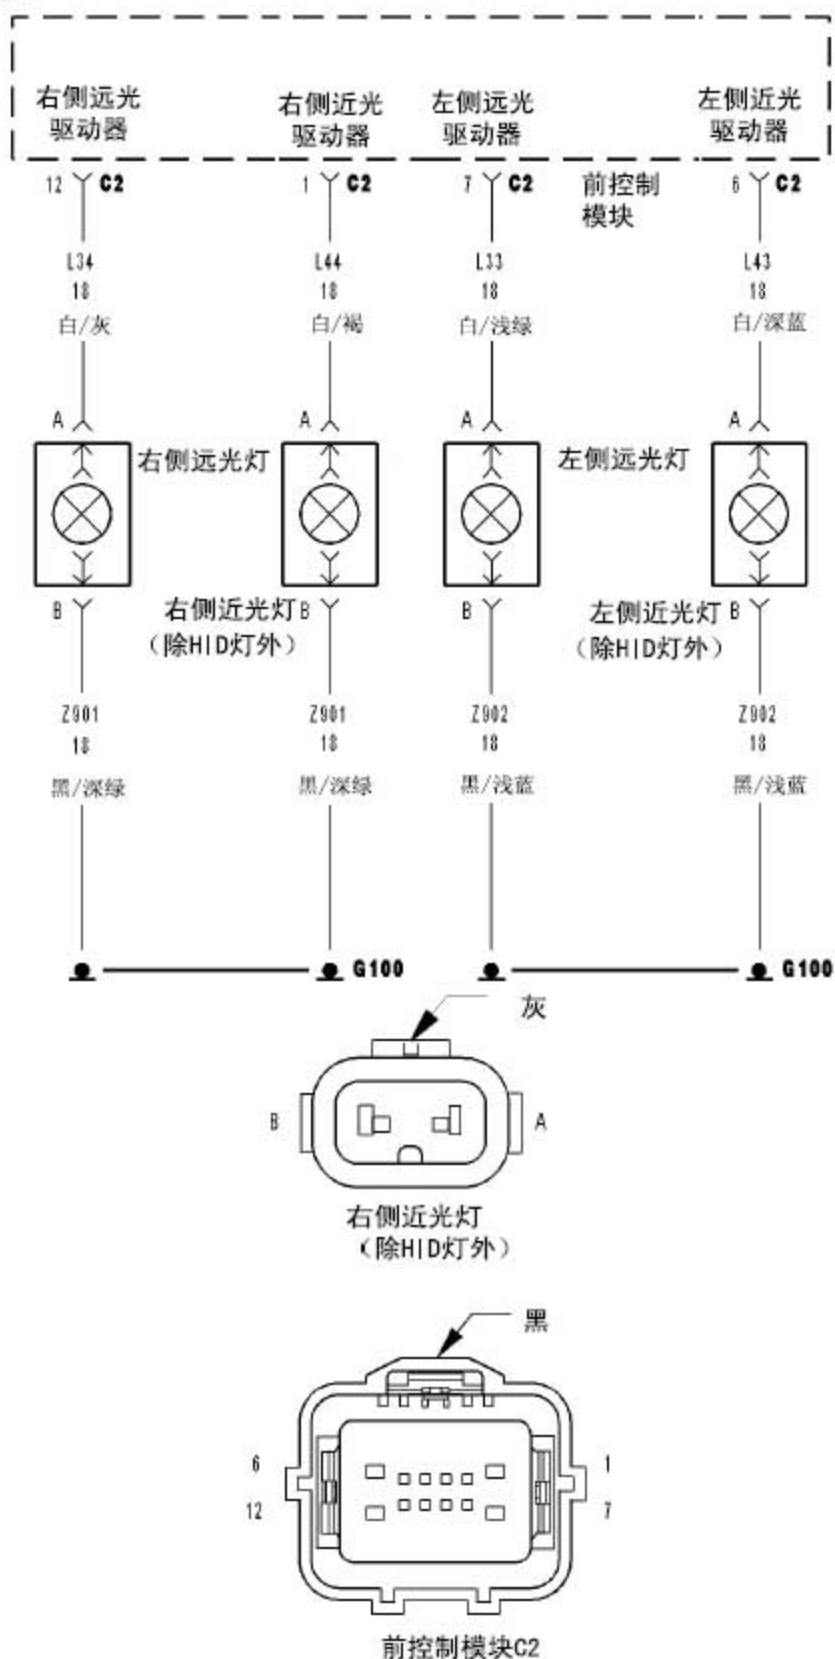 右侧远光
驱动器
右侧近光
驱动器
左侧远光
驱动器
左侧近光
驱动器
12 C2
1 C2
7 C2
前控制
模块
6 C2
L34
18
白/灰
L44
18
白/褐
L33
18
白/浅绿
L43
18
白/深蓝
A
右侧远光灯
A
A
左侧远光灯
A
B
右侧近光灯
（除HID灯外）
B
B
左侧近光灯
（除HID灯外）
B
Z901
18
黑/深绿
Z901
18
黑/深绿
Z902
18
黑/浅蓝
Z902
18
黑/浅蓝
G100
G100
灰
B
A
右侧近光灯
（除HID灯外）
黑
6
1
12
7
前控制模块C2